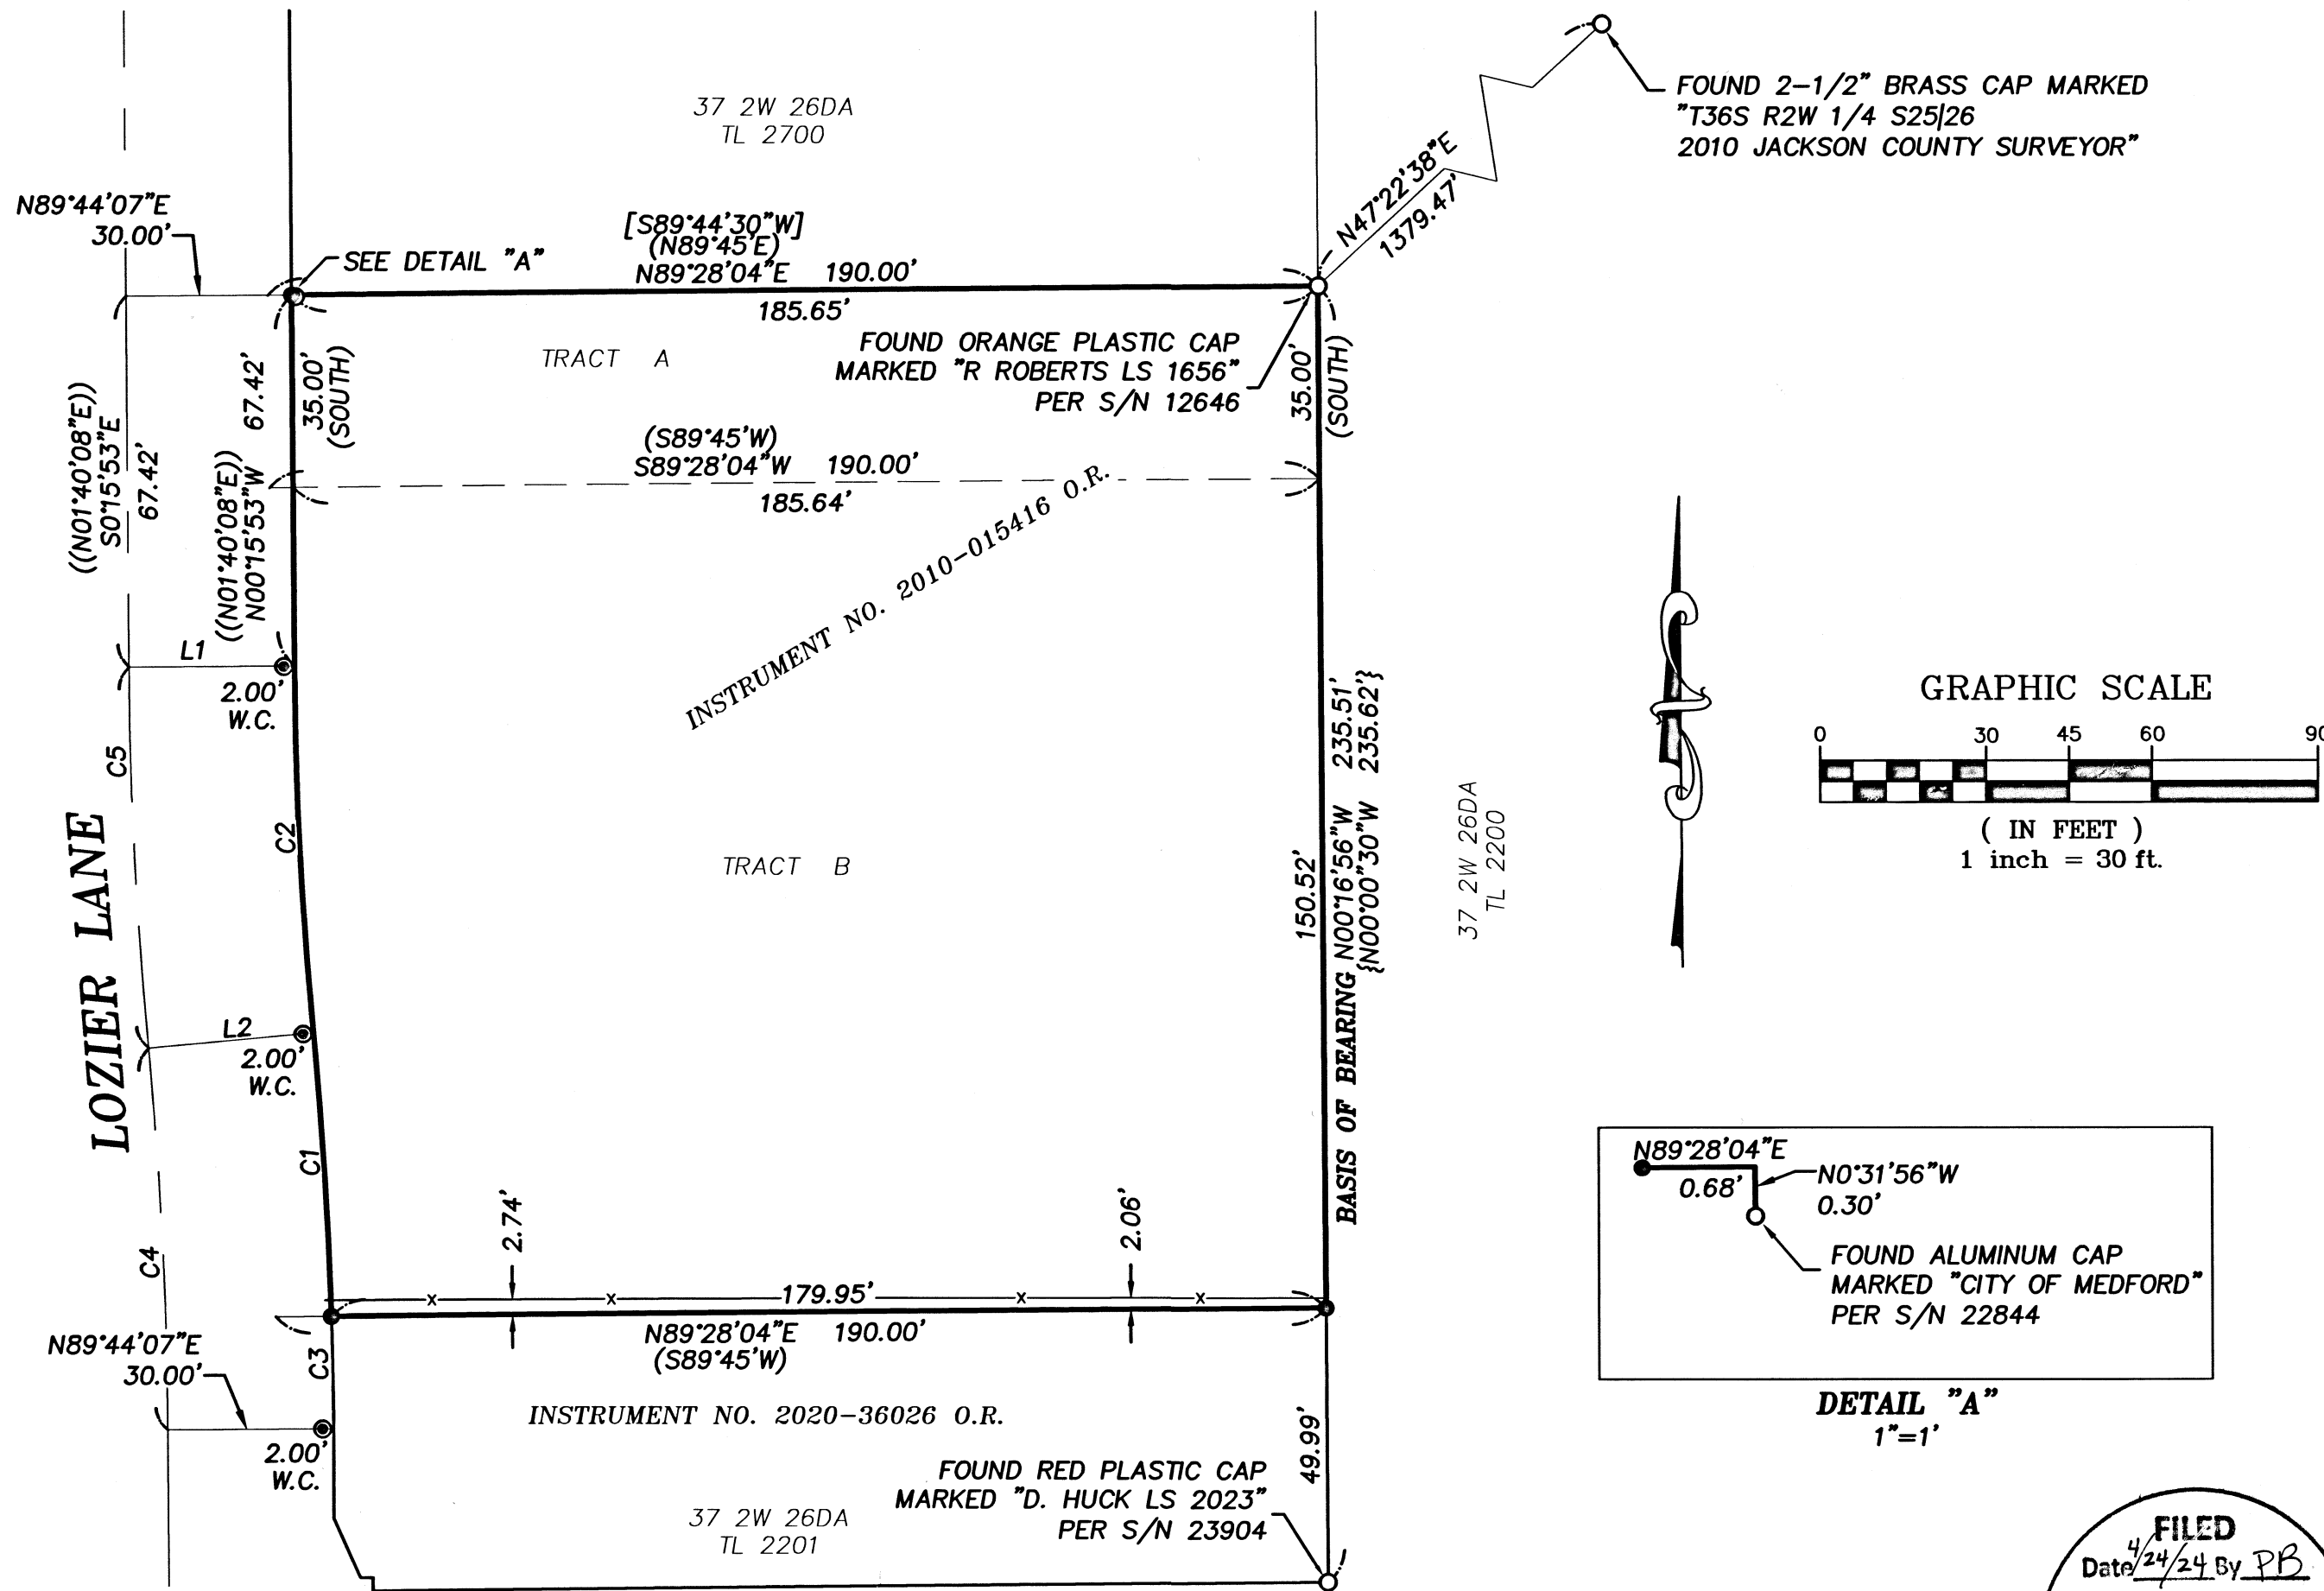 37 2W 26DA
TL 2700
FOUND 2-1/2" BRASS CAP MARKED
"T36S R2W 1/4 S25|26
2010 JACKSON COUNTY SURVEYOR"
N47°22'38"E
1379.47'
N89°44'07"E
30.00'
SEE DETAIL "A"
[S89°44'30"W]
(N89°45'E)
N89°28'04"E 190.00'
185.65'
TRACT A
FOUND ORANGE PLASTIC CAP
MARKED "R ROBERTS LS 1656"
PER S/N 12646
35.00'
(SOUTH)
35.00'
(SOUTH)
((N01°40'08"E))
S0°15'53"E
67.42'
((N01°40'08"E))
N00°15'53"W 67.42'
(S89°45'W)
S89°28'04"W 190.00'
185.64'
INSTRUMENT NO. 2010-015416 O.R.
L1
2.00'
W.C.
C5
C2
LOZIER LANE
TRACT B
150.52'
BASIS OF BEARING N00°16'56"W 235.51'
{N00°00'30"W 235.62'}
37 2W 26DA
TL 2200
GRAPHIC SCALE
0 30 45 60 90
( IN FEET )
1 inch = 30 ft.
L2
2.00'
W.C.
C1
C4
2.74'
2.06'
179.95'
N89°28'04"E 190.00'
(S89°45'W)
N89°44'07"E
30.00'
C3
2.00'
W.C.
INSTRUMENT NO. 2020-36026 O.R.
49.99'
FOUND RED PLASTIC CAP
MARKED "D. HUCK LS 2023"
PER S/N 23904
37 2W 26DA
TL 2201
N89°28'04"E
0.68'
N0°31'56"W
0.30'
FOUND ALUMINUM CAP
MARKED "CITY OF MEDFORD"
PER S/N 22844
DETAIL "A"
1"=1'
FILED
Date 4/24/24 By PB